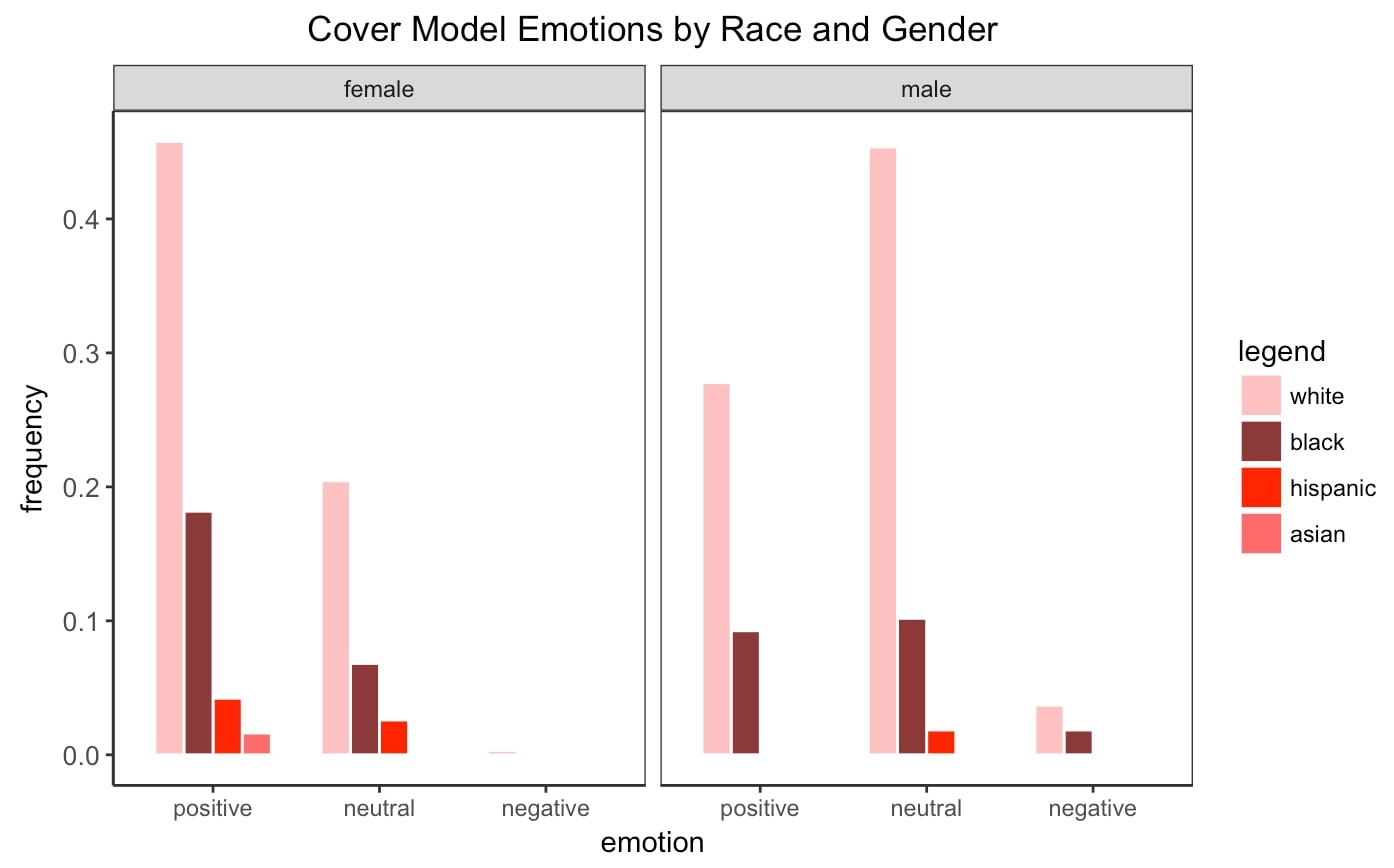 Cover Model Emotions by Race and Gender
female
male
frequency
0.4
0.3
0.2
0.1
0.0
positive
neutral
negative
positive
neutral
negative
emotion
legend
white
black
hispanic
asian